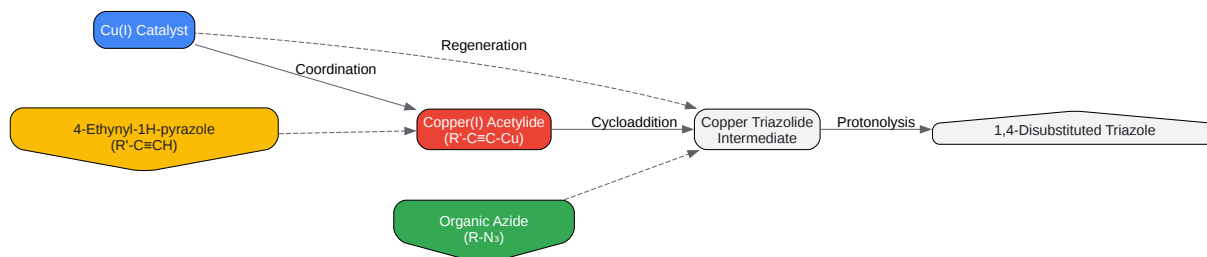 Cu(I) Catalyst
Regeneration
Coordination
4-Ethynyl-1H-pyrazole
(R'-C≡CH)
Copper(I) Acetylide
(R'-C≡C-Cu)
Cycloaddition
Copper Triazolide
Intermediate
Protonolysis
1,4-Disubstituted Triazole
Organic Azide
(R-N₃)